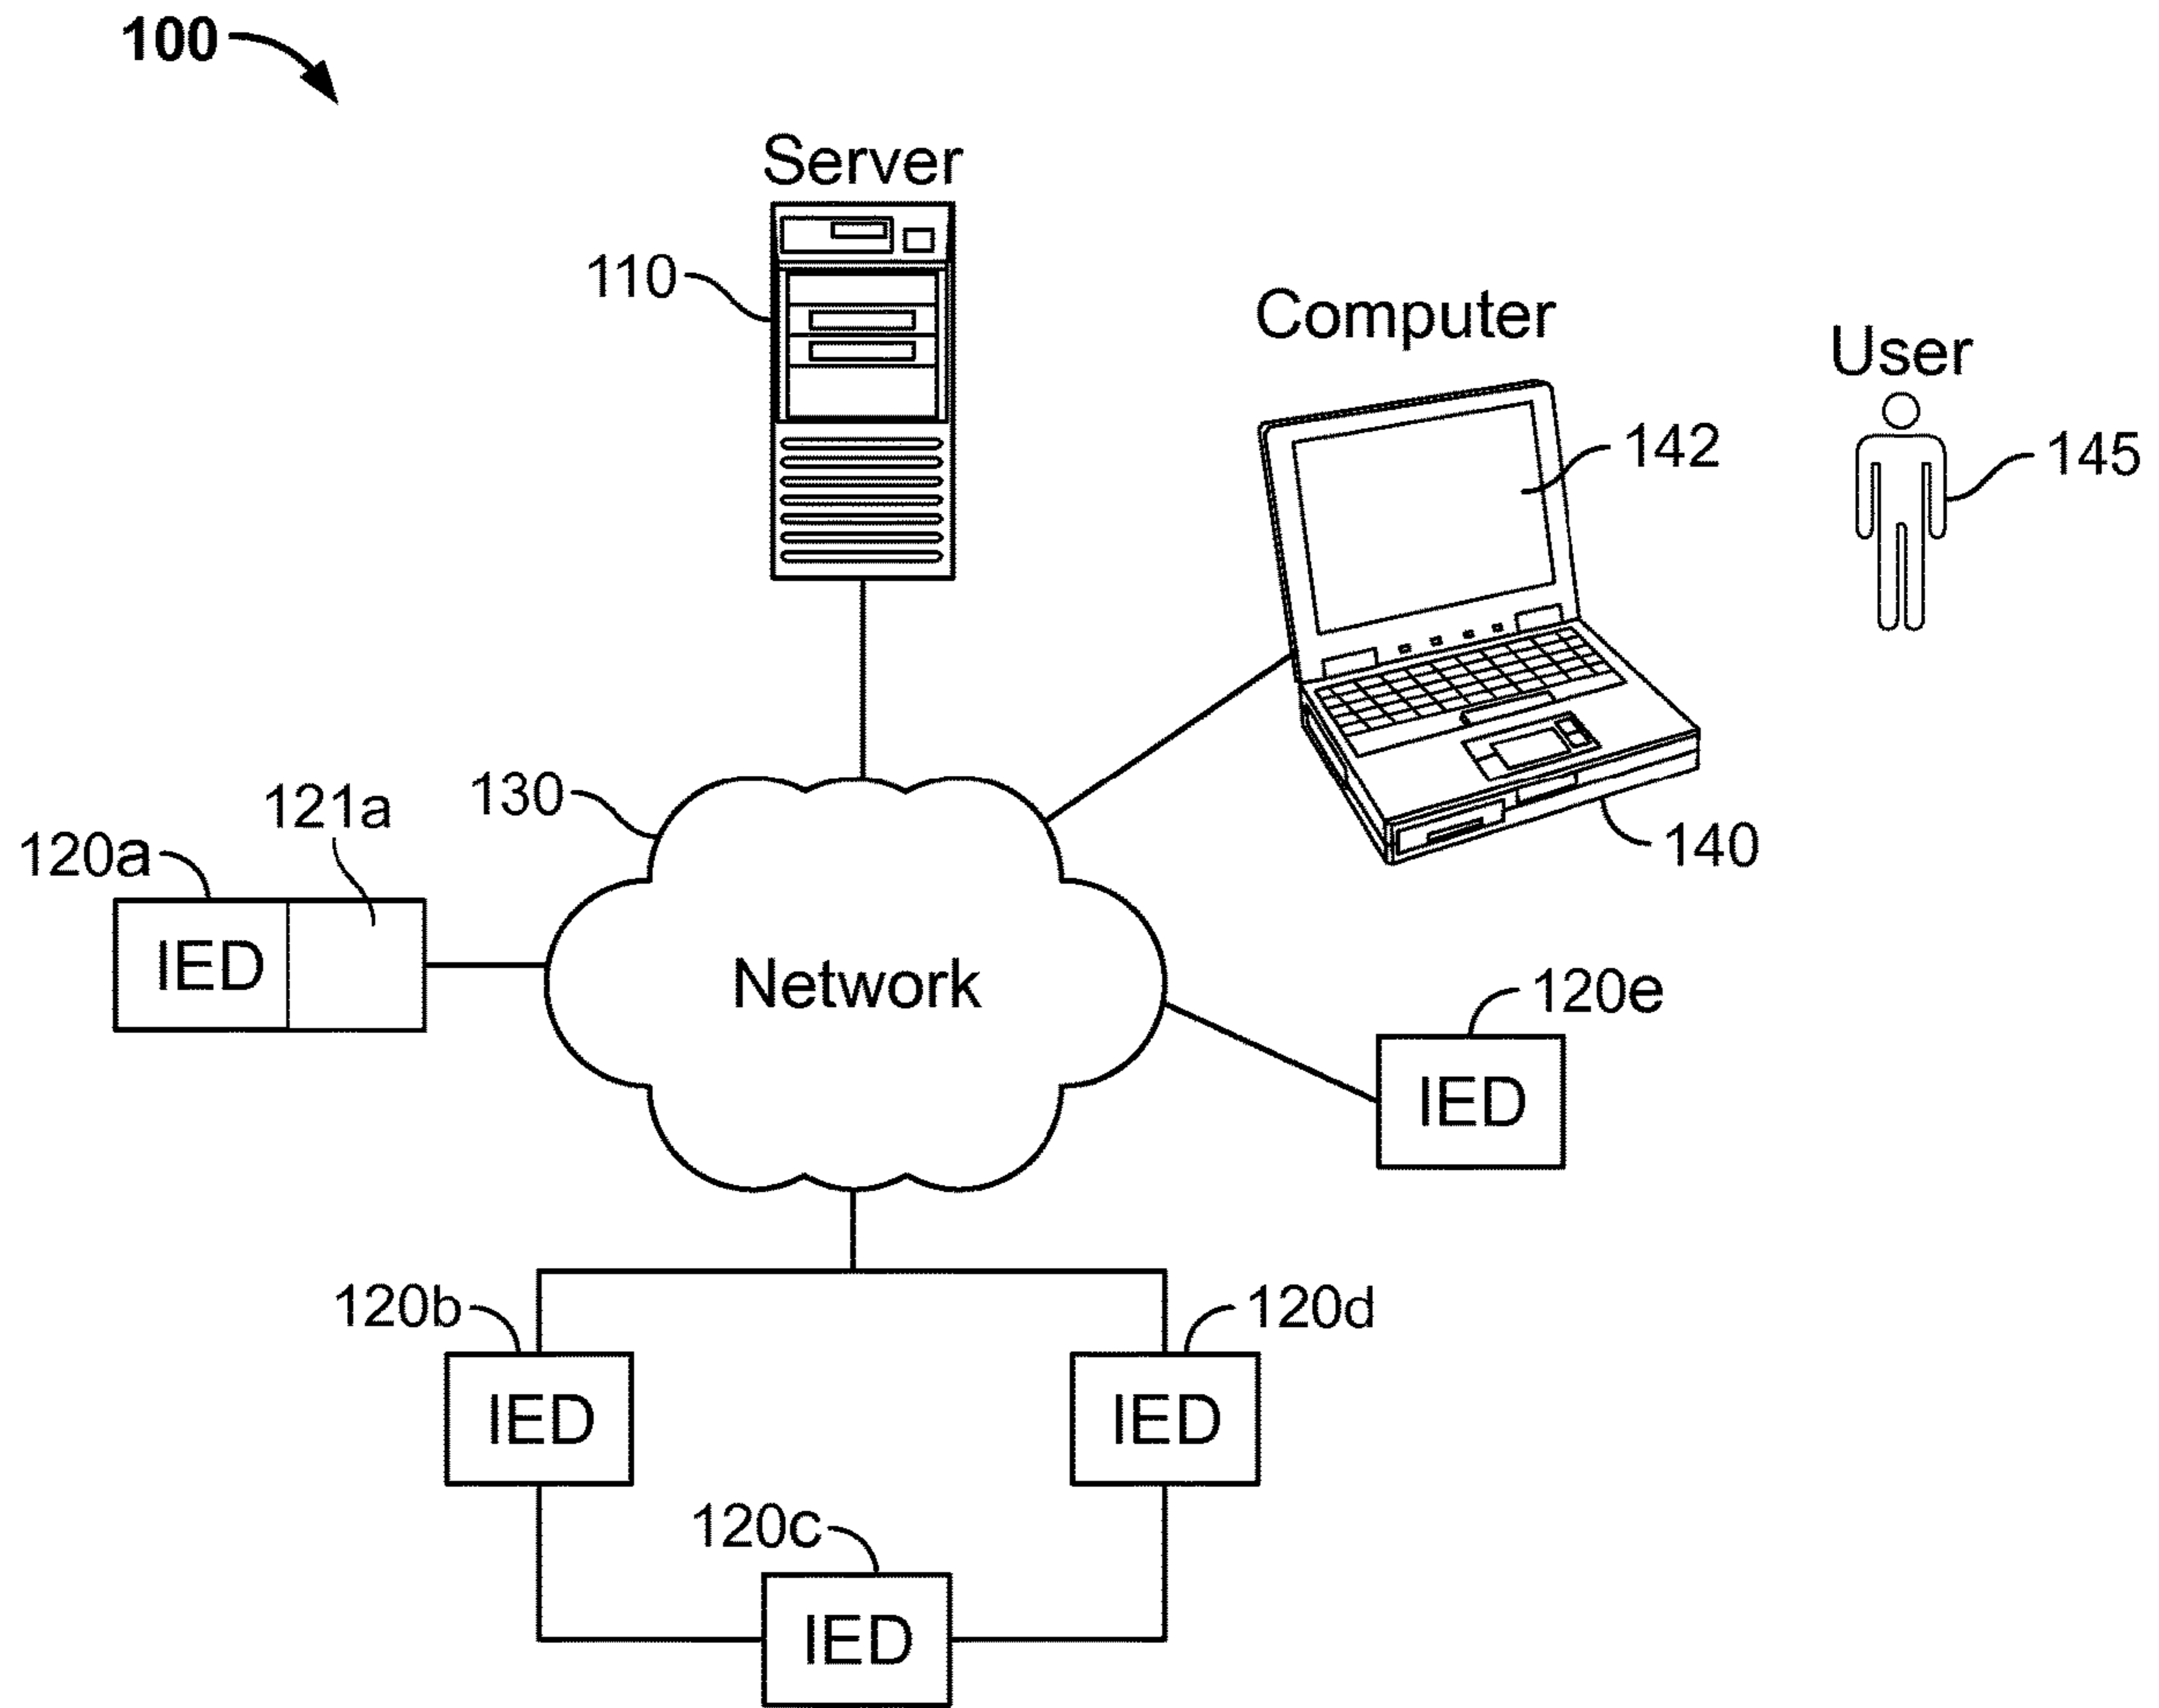 100
Server
110
Computer
User
142
145
130
121a
120a
140
IED
Network
120e
IED
120b
120d
IED
IED
120c
IED